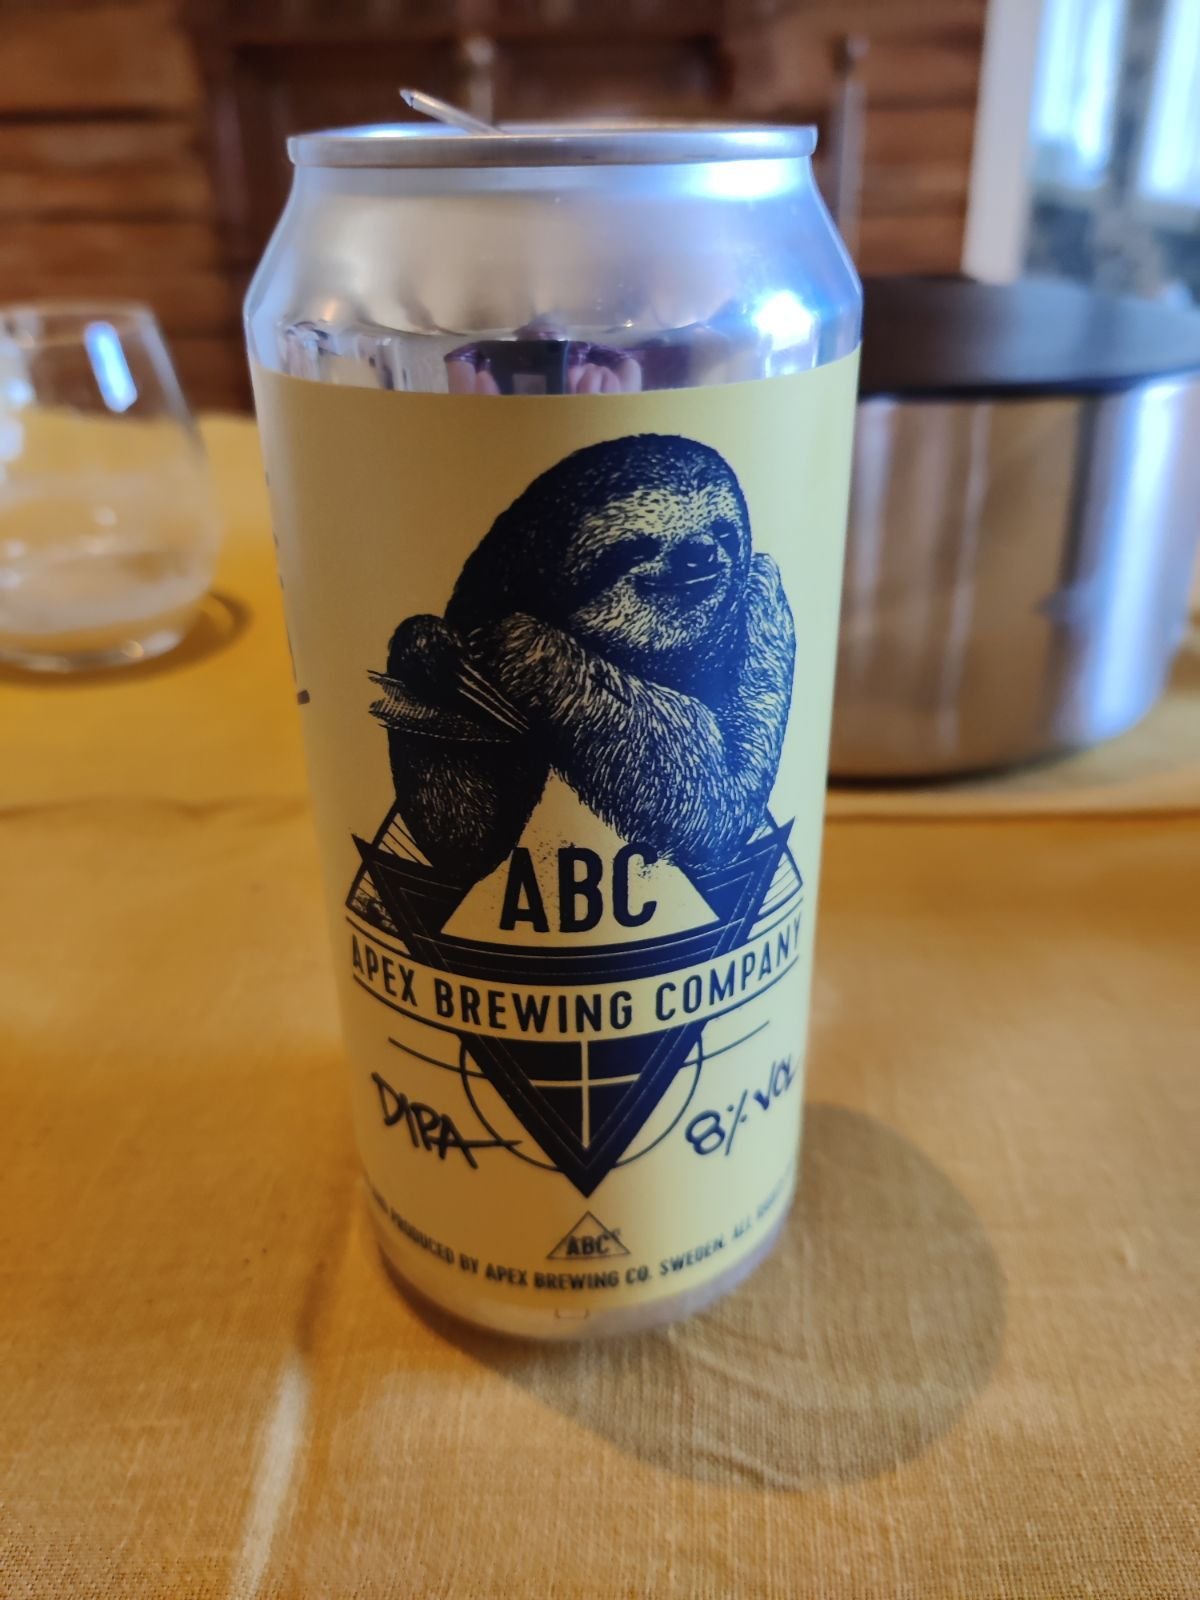 ABC
APEX BREWING COMPANY
DIPA
8% VOL
ABC
PRODUCED BY APEX BREWING CO. SWEDEN. ALL